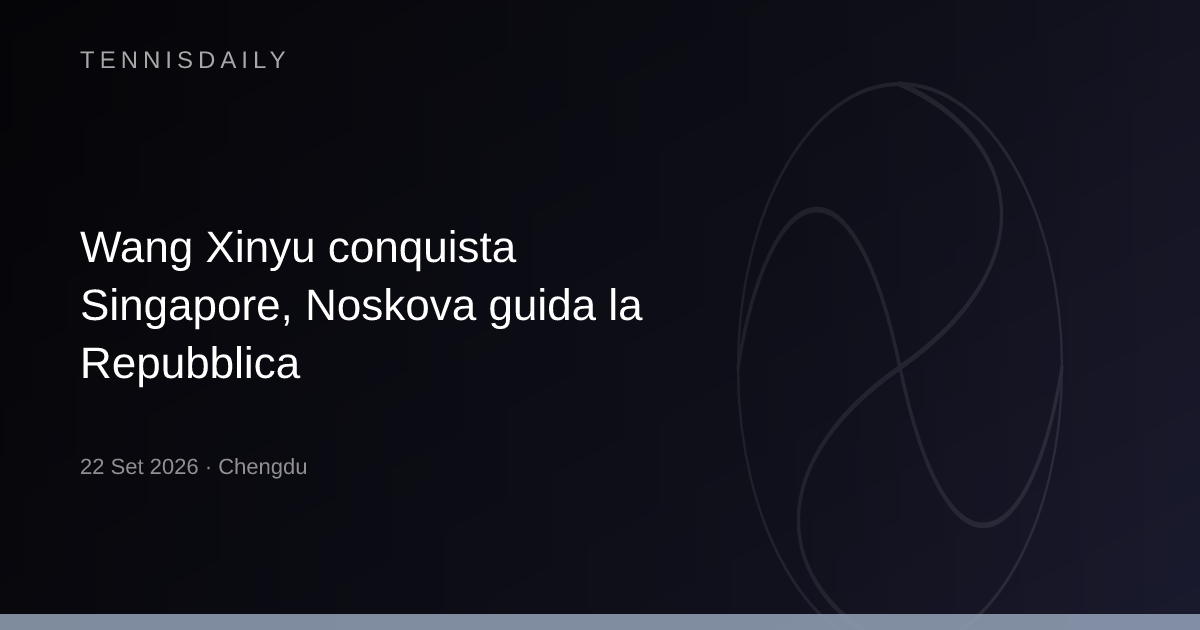 TENNISDAILY
Wang Xinyu conquista
Singapore, Noskova guida la
Repubblica
22 Set 2026 · Chengdu